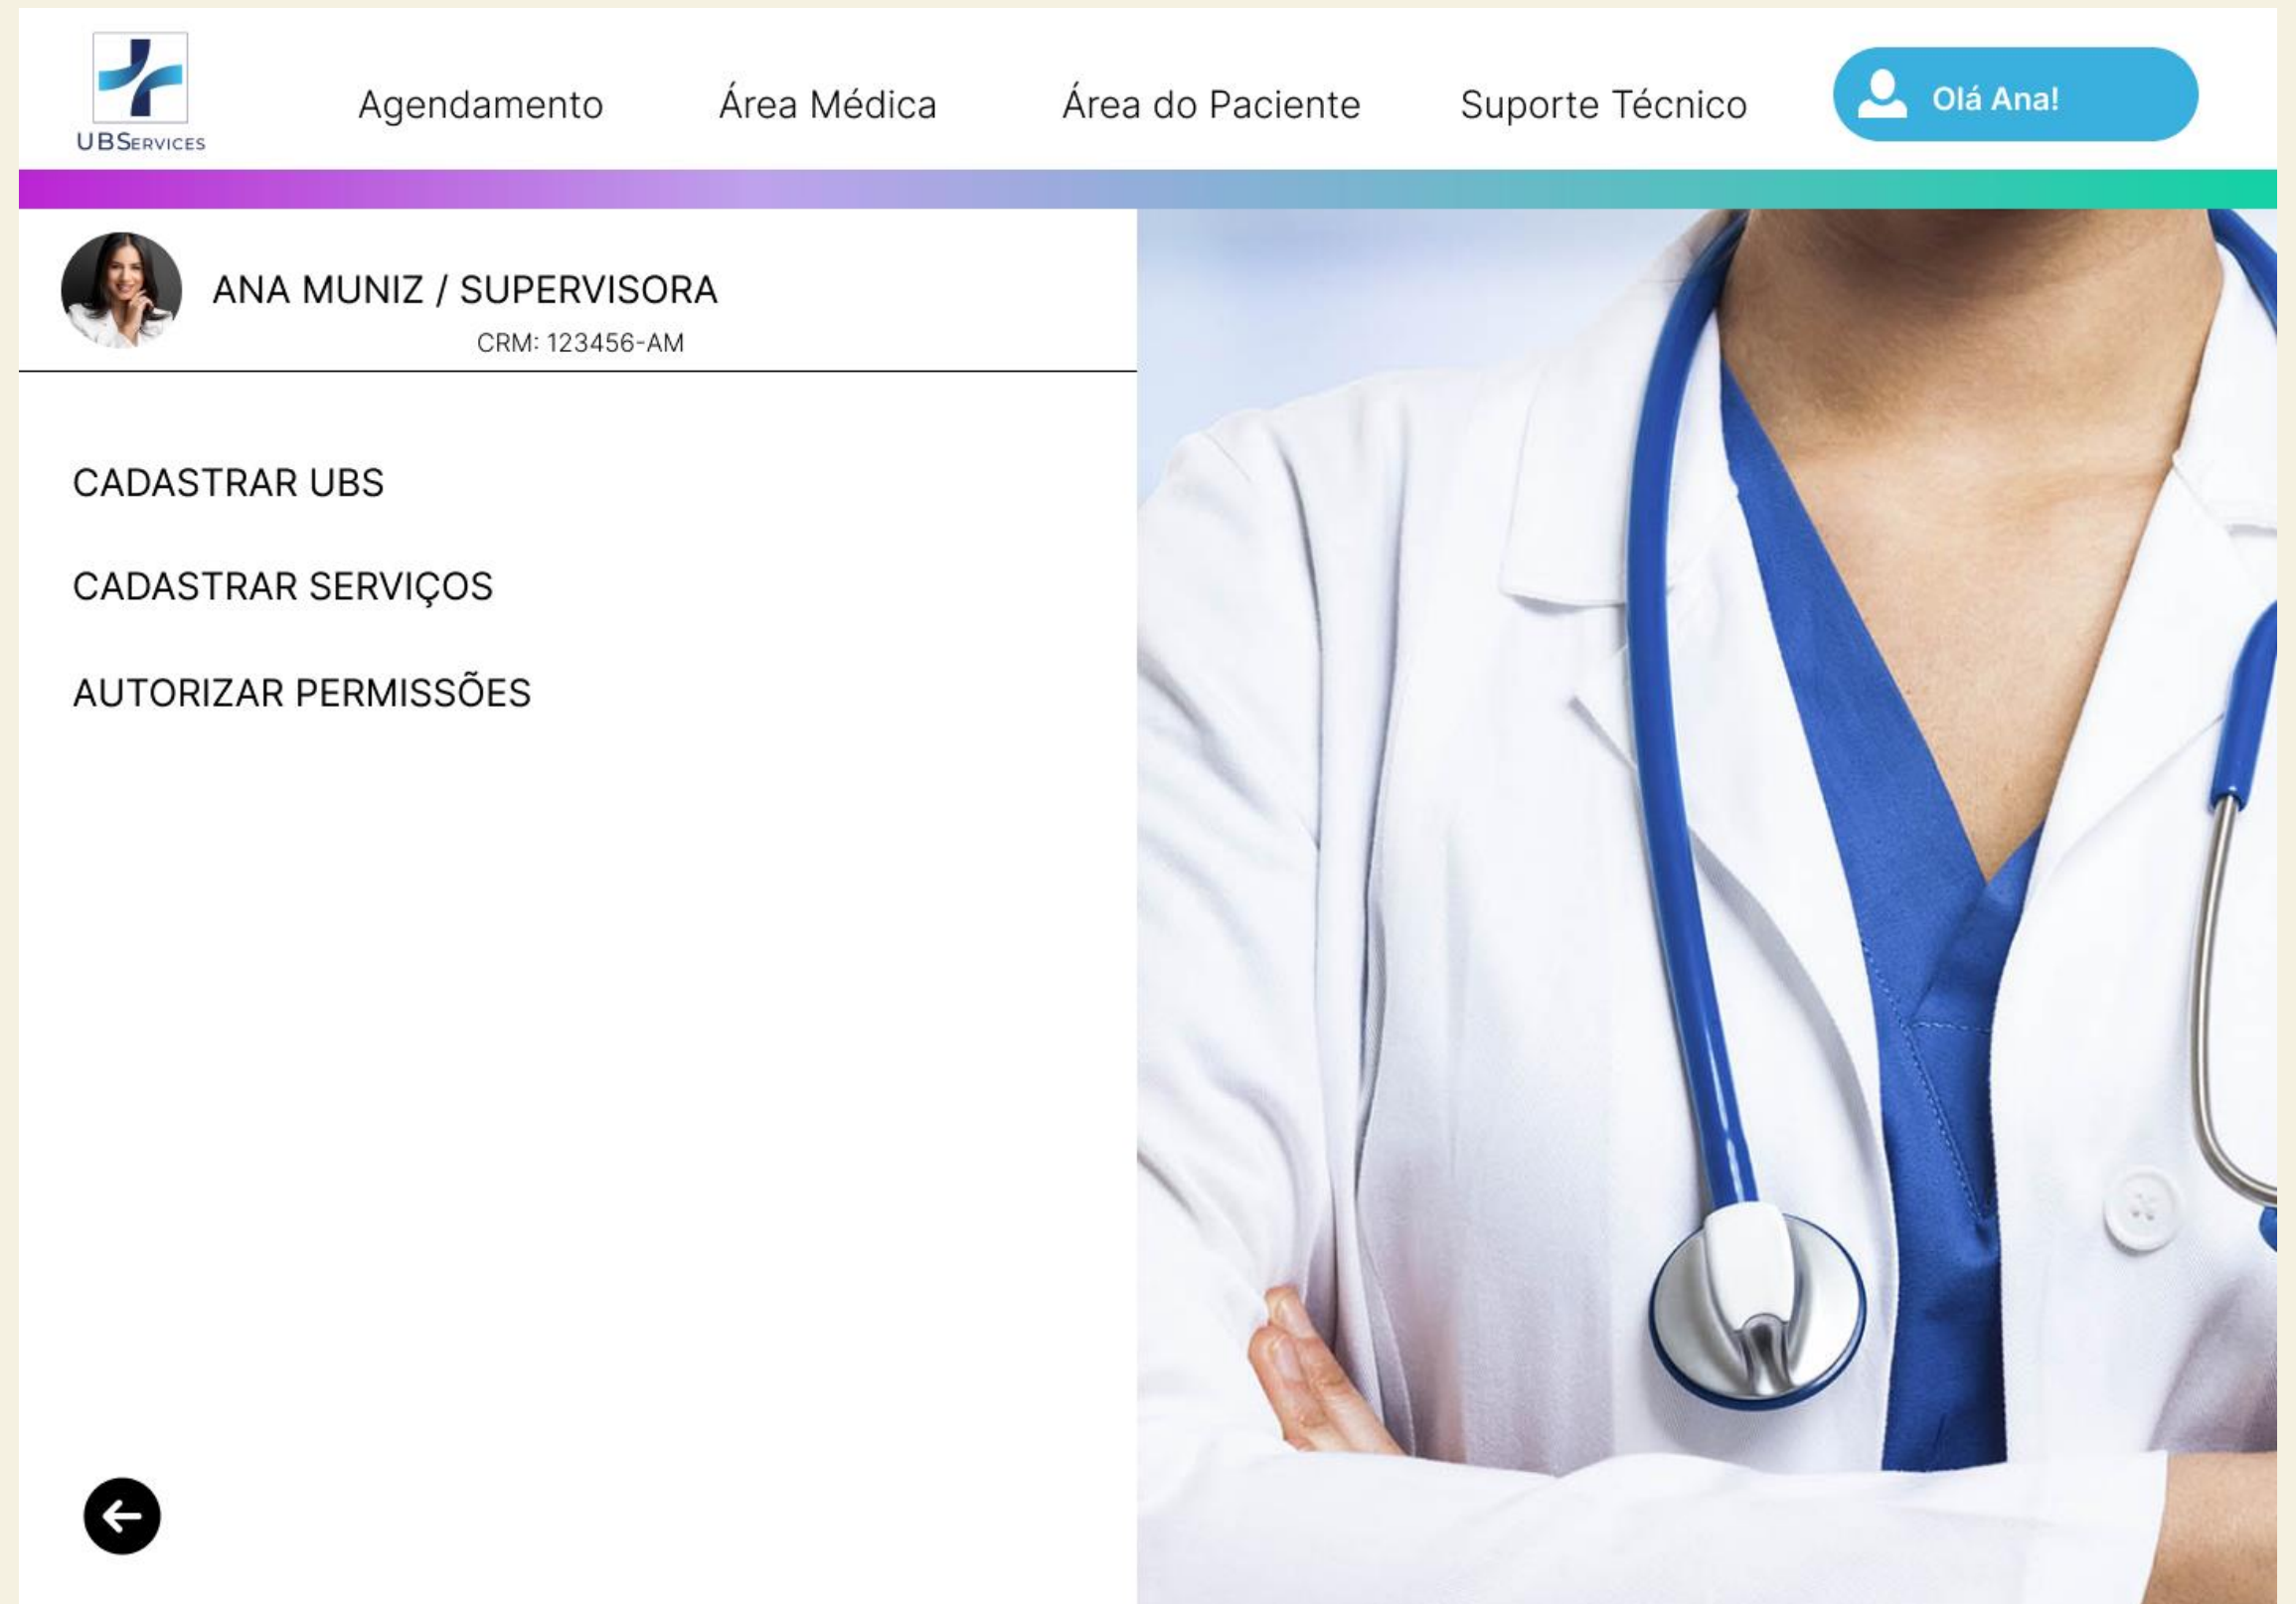 UBSERVICES
Agendamento
Área Médica
Área do Paciente
Suporte Técnico
Olá Ana!
ANA MUNIZ / SUPERVISORA
CRM: 123456-AM
CADASTRAR UBS
CADASTRAR SERVIÇOS
AUTORIZAR PERMISSÕES